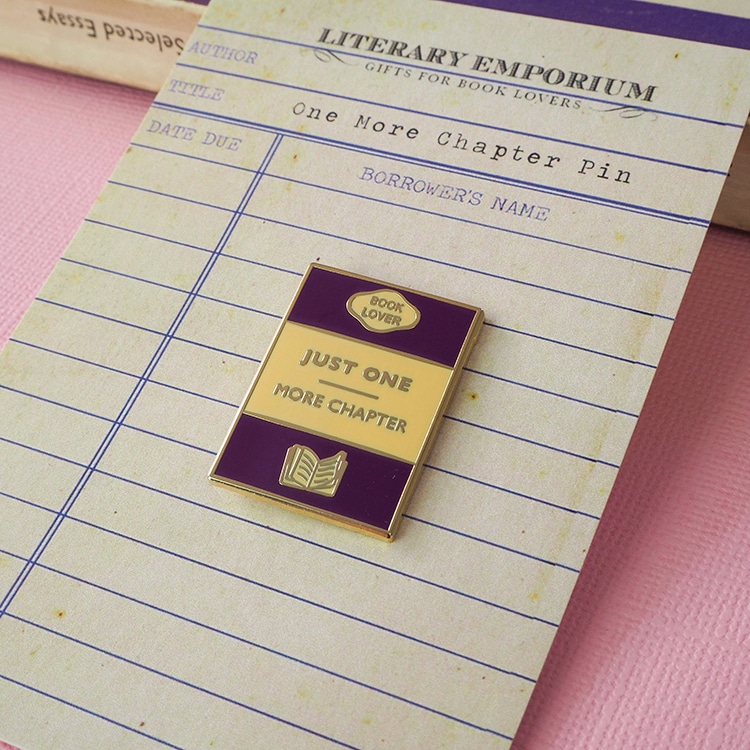 Selected Essays
LITERARY EMPORIUM
GIFTS FOR BOOK LOVERS
AUTHOR
TITLE
One More Chapter Pin
DATE DUE
BORROWER'S NAME
BOOK
LOVER
JUST ONE
MORE CHAPTER